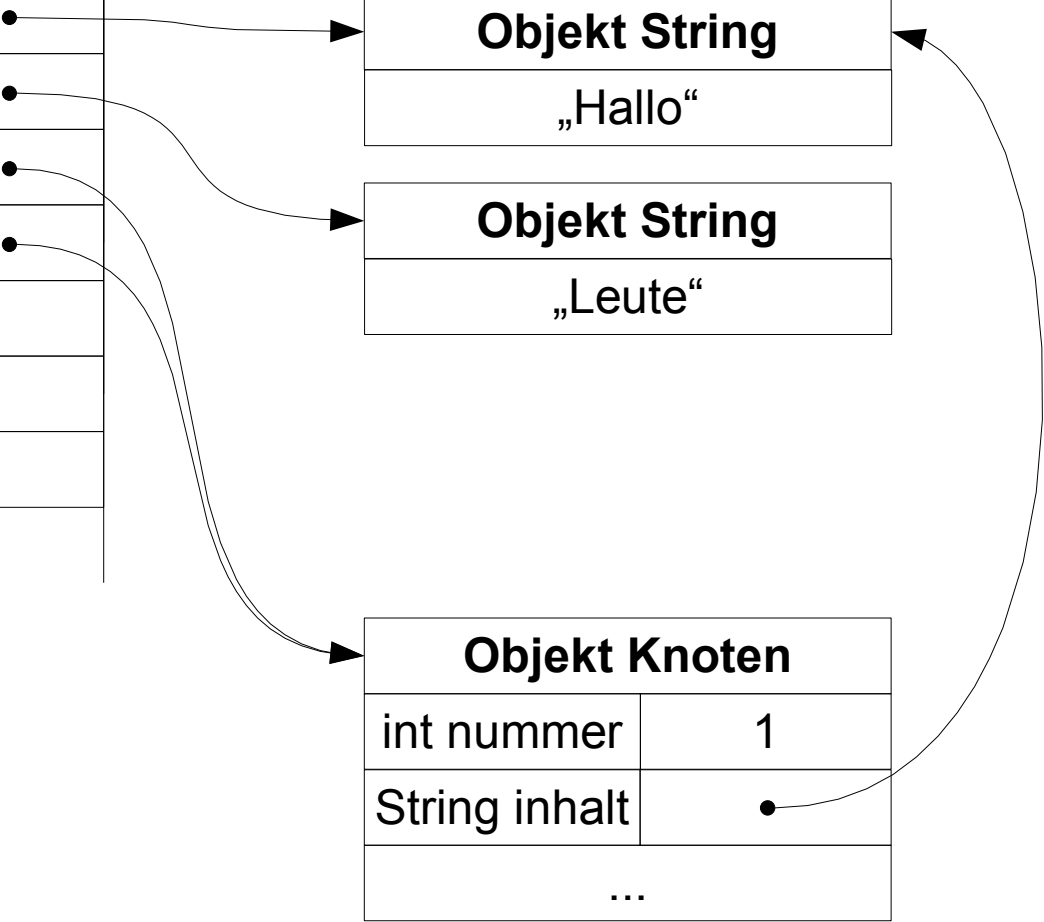 Objekt String
„Hallo“
Objekt String
„Leute“
Objekt Knoten
int nummer 1
String inhalt
...